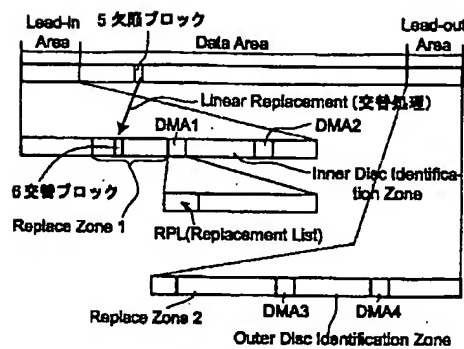 Lead-in
Area
5 欠陥ブロック
Data Area
Lead-out
Area
Linear Replacement (交替処理)
DMA1
DMA2
6交替ブロック
Inner Disc Identifica-
tion Zone
Replace Zone 1
RPL(Replacement List)
Replace Zone 2
DMA3
DMA4
Outer Disc Identification Zone